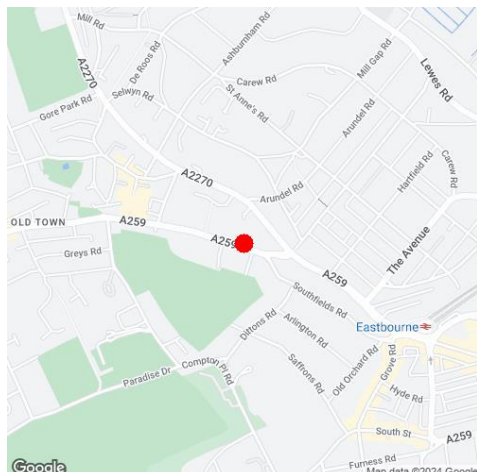 Mill Rd
A2270
De Roos Rd
Ashburnham Rd
Carew Rd
Mill Gap Rd
Lewes Rd
Gore Park Rd
Selwyn Rd
St Anne's Rd
Arundel Rd
A2270
Arundel Rd
Hartfield Rd
Carew Rd
OLD TOWN
A259
A259
Greys Rd
A259
The Avenue
Southfields Rd
Eastbourne
Dittons Rd
Arlington Rd
Saffrons Rd
Old Orchard Rd
Grove Rd
Compton Pl Rd
Paradise Dr
Hyde Rd
South St
A259
Furness Rd
Google
Map data ©2024 Google